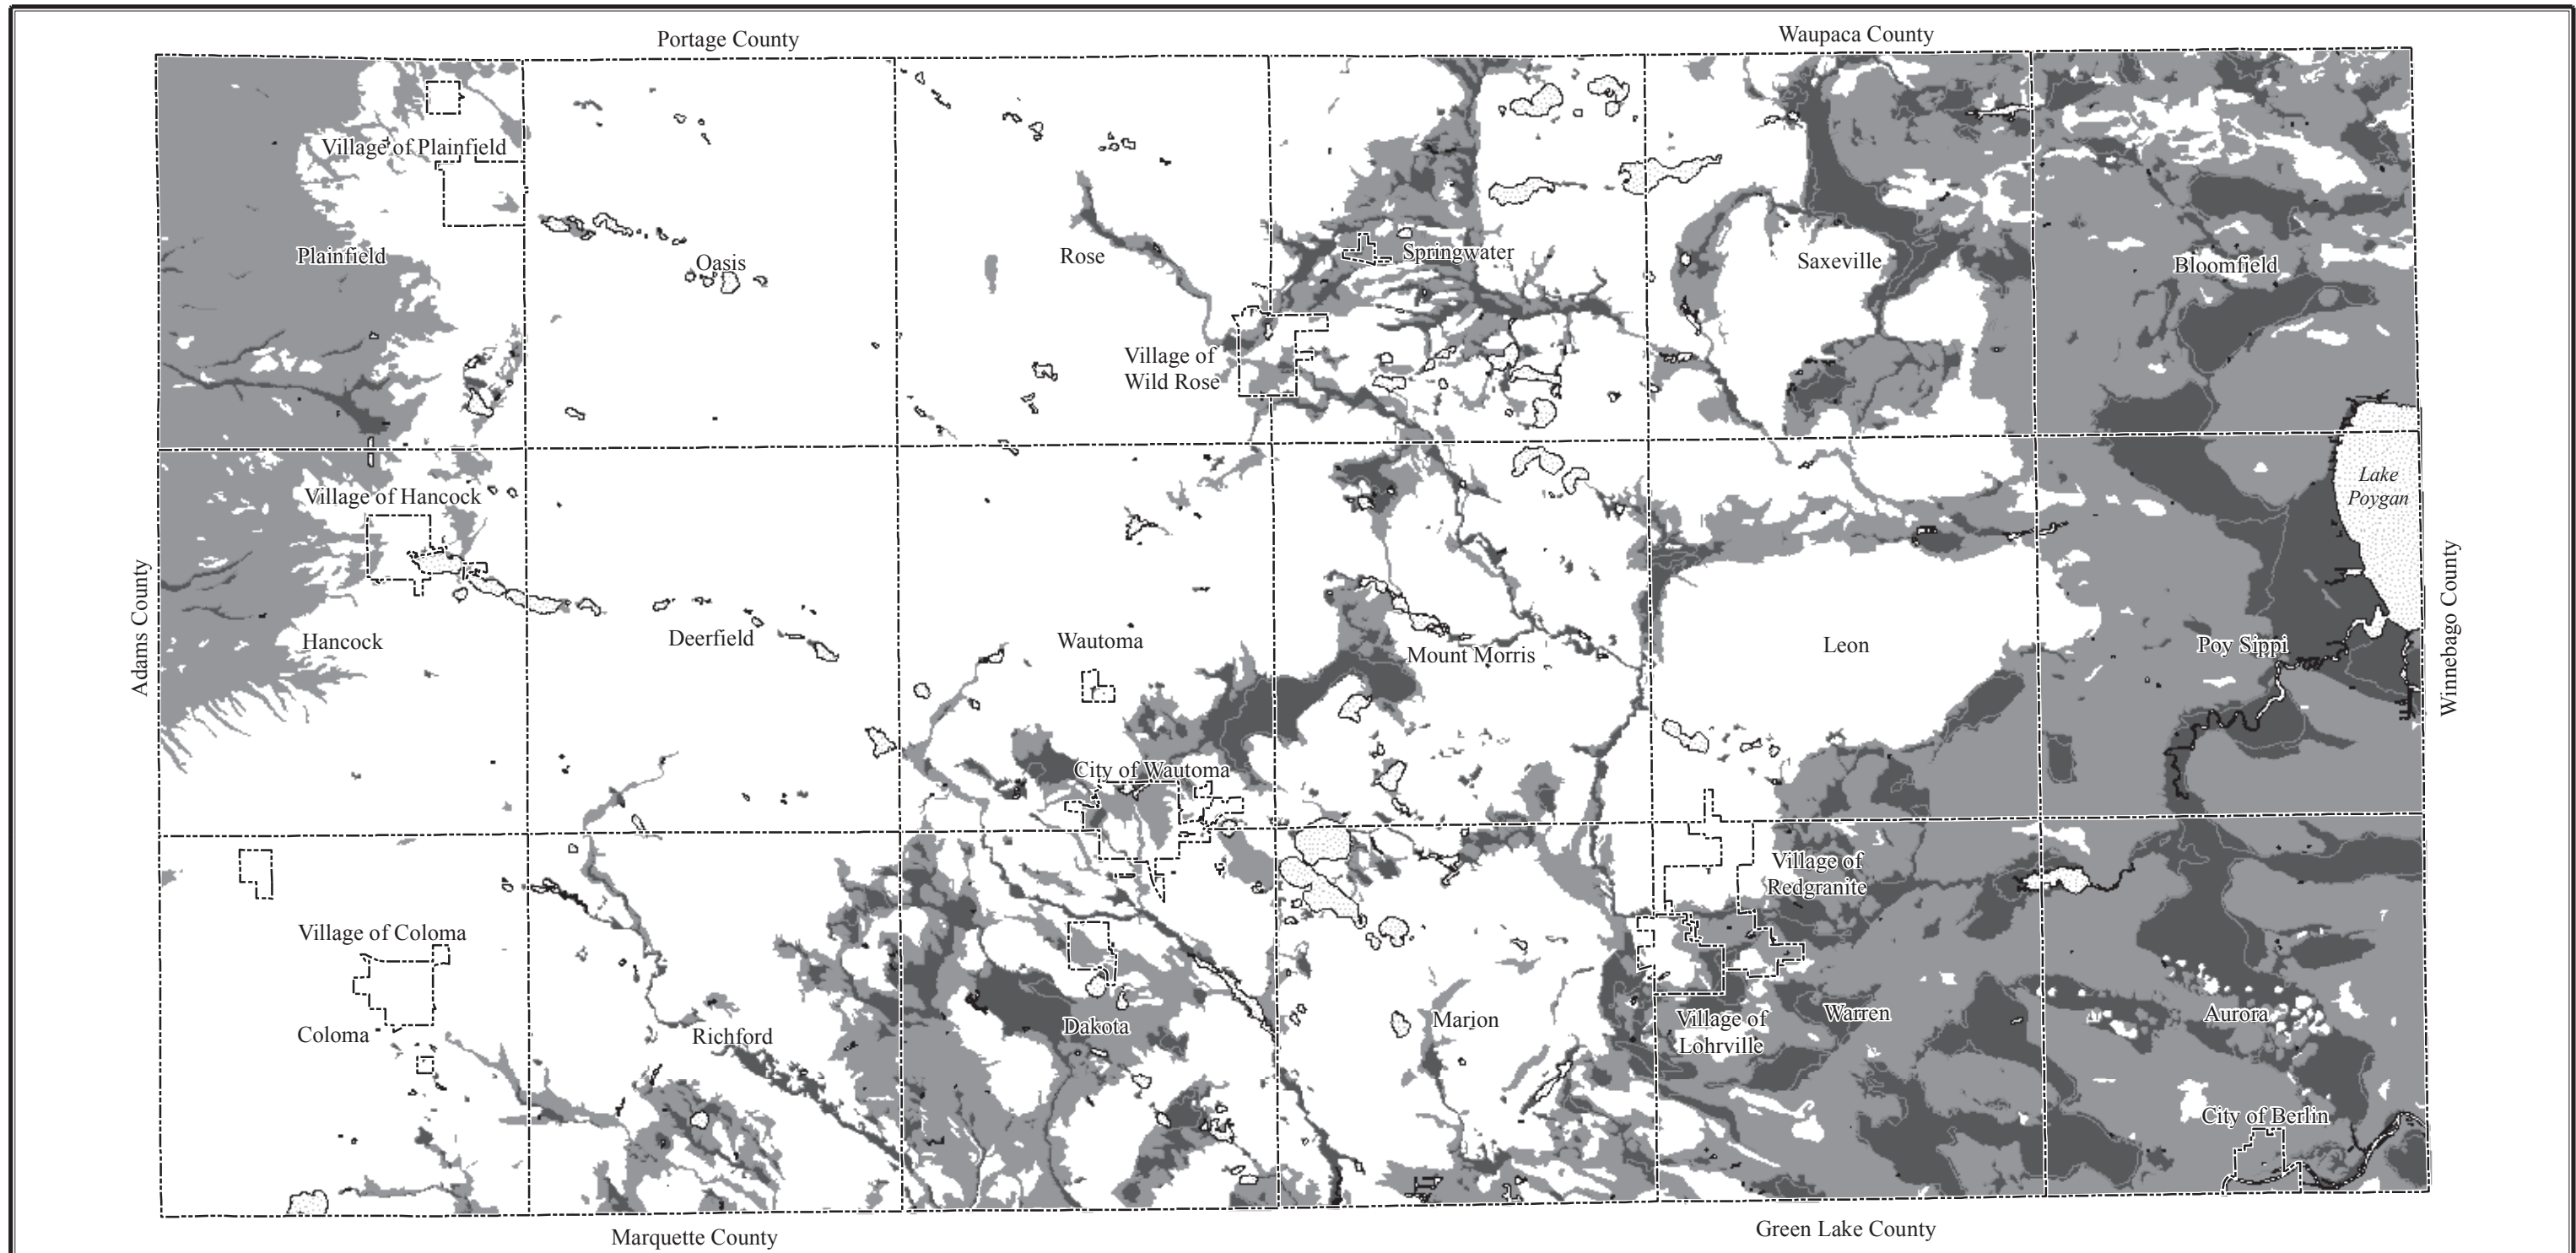 Portage County
Waupaca County
Village of Plainfield
Plainfield
Oasis
Rose
Springwater
Saxeville
Bloomfield
Village of
Wild Rose
Lake
Poygan
Village of Hancock
Adams County
Winnebago County
Hancock
Deerfield
Wautoma
Mount Morris
Leon
Poy Sippi
City of Wautoma
Village of
Redgranite
Village of Coloma
Coloma
Richford
Dakota
Marion
Village of
Lohrville
Warren
Aurora
City of Berlin
Marquette County
Green Lake County